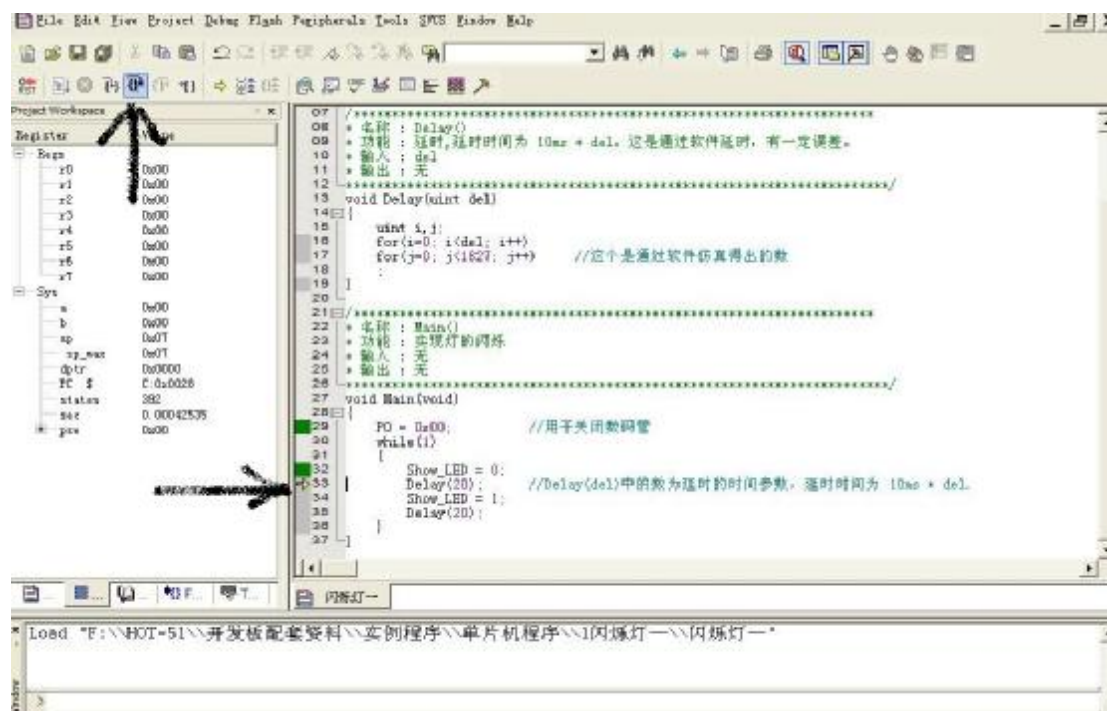 File Edit View Project Debug Flash Peripherals Tools SVCS Window Help
Project Workspace
Register Value
Regs
r0 0x00
r1 0x00
r2 0x00
r3 0x00
r4 0x00
r5 0x00
r6 0x00
r7 0x00
Sys
a 0x00
b 0x00
sp 0x07
sp_max 0x07
dptr 0x0000
PC $ C:0x0026
states 392
sec 0.00042535
psw 0x00
07 /************************************************************
08 * 名称 : Delay()
09 * 功能 : 延时,延时时间为 10ms * del。这是通过软件延时，有一定误差。
10 * 输入 : del
11 * 输出 : 无
12 ************************************************************/
13 void Delay(uint del)
14 {
15 uint i,j;
16 for(i=0; i<del; i++)
17 for(j=0; j<1827; j++) //这个是通过软件仿真得出的数
18 ;
19 }
20
21 /************************************************************
22 * 名称 : Main()
23 * 功能 : 实现灯的闪烁
24 * 输入 : 无
25 * 输出 : 无
26 ************************************************************/
27 void Main(void)
28 {
29 P0 = 0x00; //用于关闭数码管
30 while(1)
31 {
32 Show_LED = 0;
33 Delay(20); //Delay(del)中的数为延时的时间参数，延时时间为 10ms * del.
34 Show_LED = 1;
35 Delay(20);
36 }
37 }
闪烁灯一
Load "F:\\HOT-51\\开发板配套资料\\实例程序\\单片机程序\\1闪烁灯一\\闪烁灯一"
>